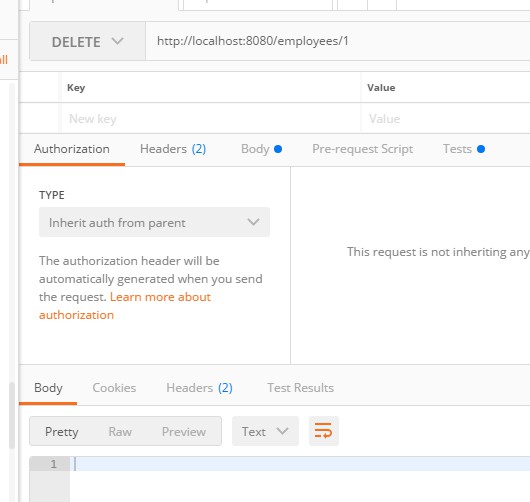 all
DELETE http://localhost:8080/employees/1
Key Value
New key Value
Authorization Headers (2) Body Pre-request Script Tests
TYPE
Inherit auth from parent
This request is not inheriting any
The authorization header will be
automatically generated when you send
the request. Learn more about
authorization
Body Cookies Headers (2) Test Results
Pretty Raw Preview Text
1